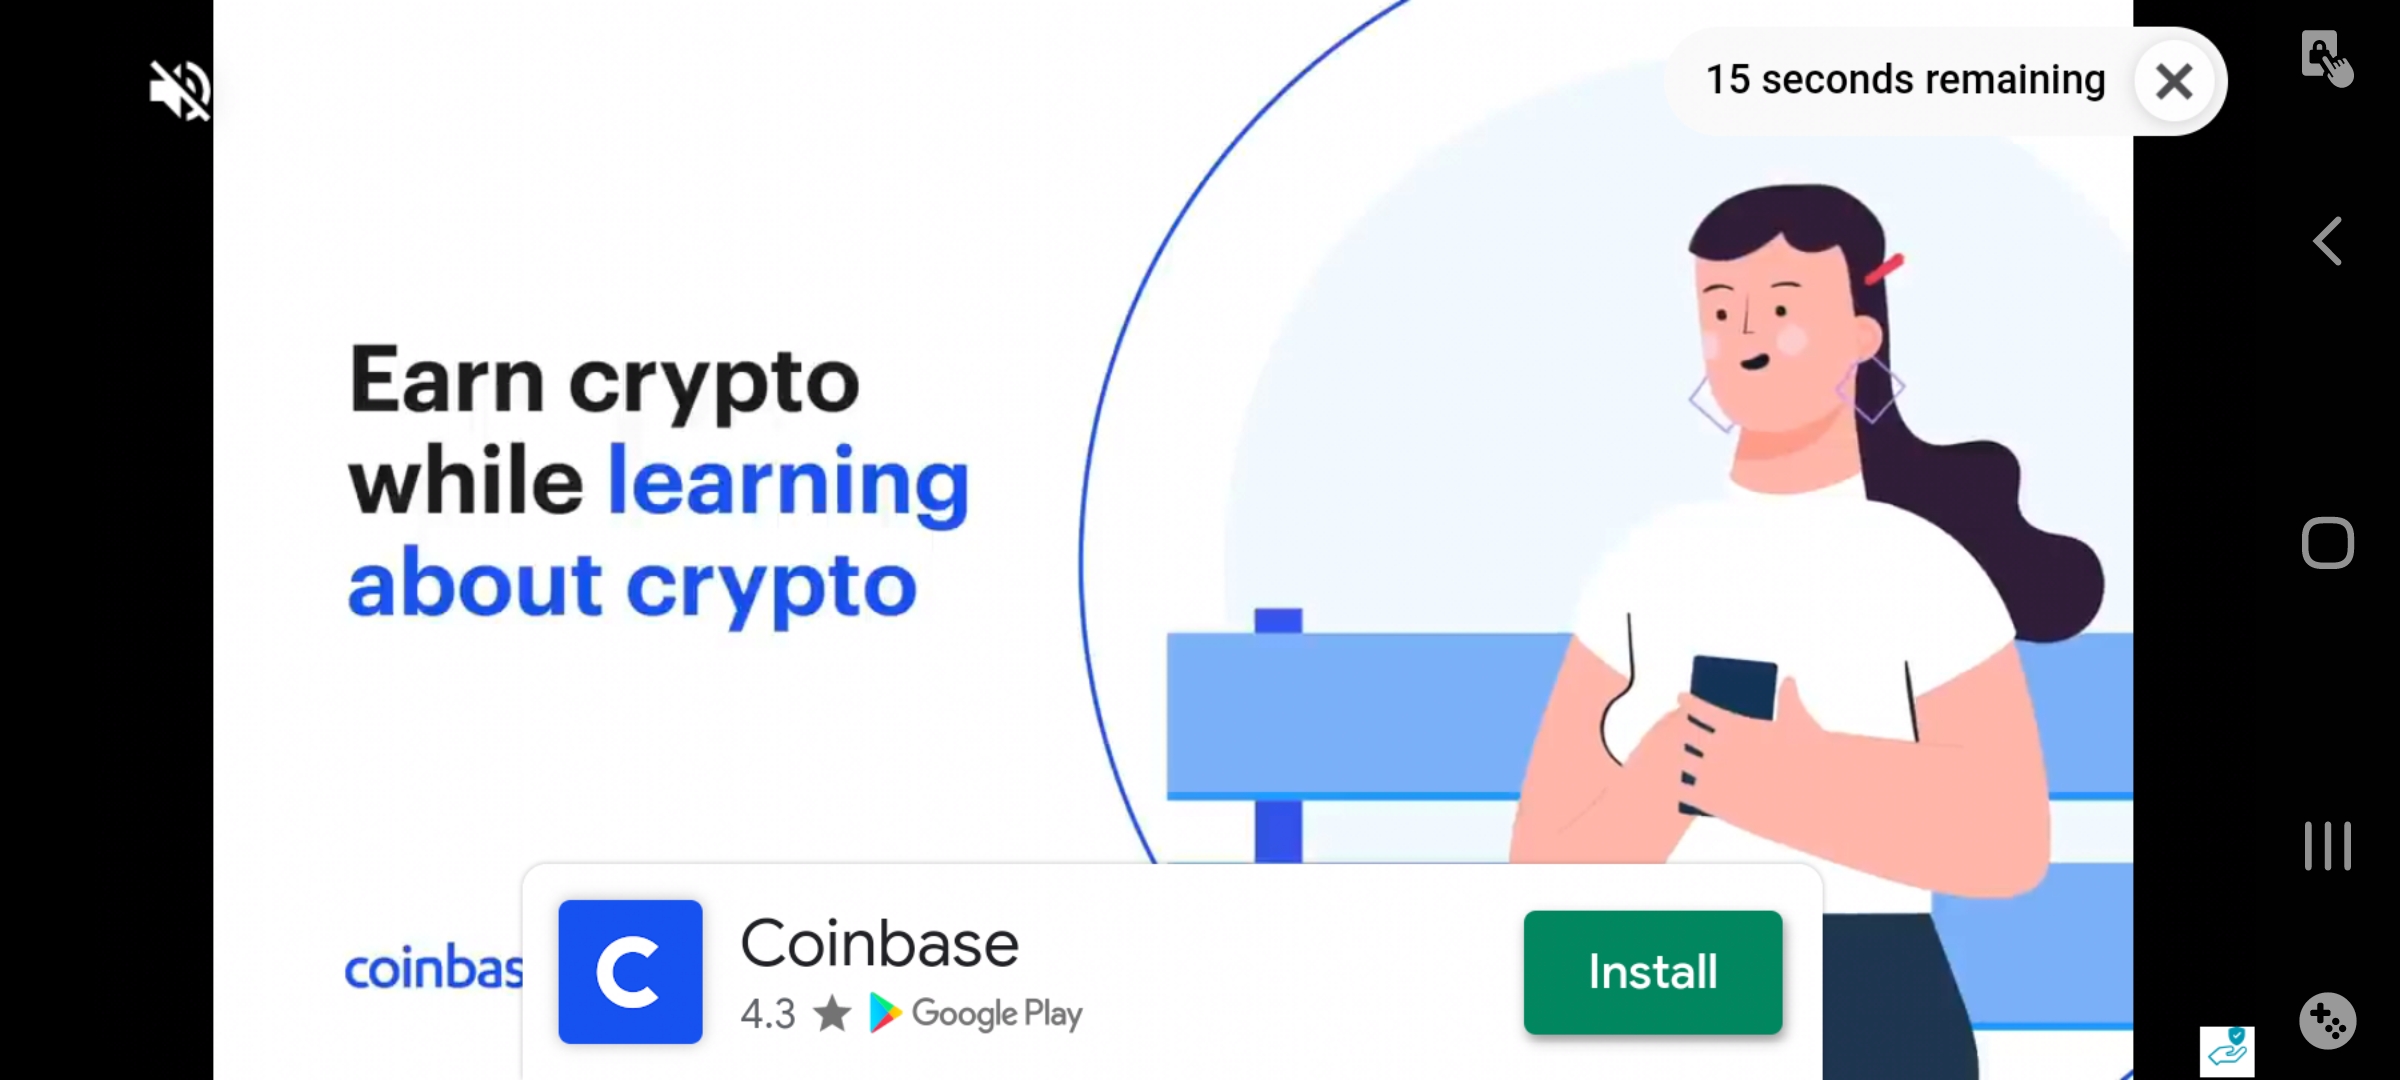 15 seconds remaining
Earn crypto
while learning
about crypto
coinbas
C
Coinbase
4.3 ★ Google Play
Install